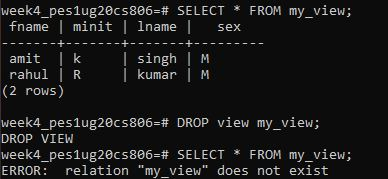 week4_pes1ug20cs806=# SELECT * FROM my_view;
 fname | minit | lname |   sex
-------+-------+-------+---------
 amit  | k     | singh | M
 rahul | R     | kumar | M
(2 rows)
week4_pes1ug20cs806=# DROP view my_view;
DROP VIEW
week4_pes1ug20cs806=# SELECT * FROM my_view;
ERROR:  relation "my_view" does not exist